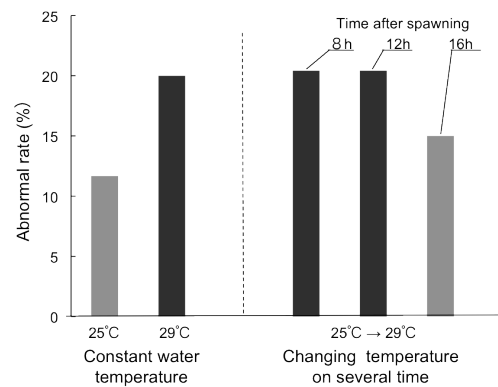 Abnormal rate (%)
25
20
15
10
5
0
Time after spawning
8h
12h
16h
25℃
29℃
25℃ → 29℃
Constant water
temperature
Changing temperature
on several time